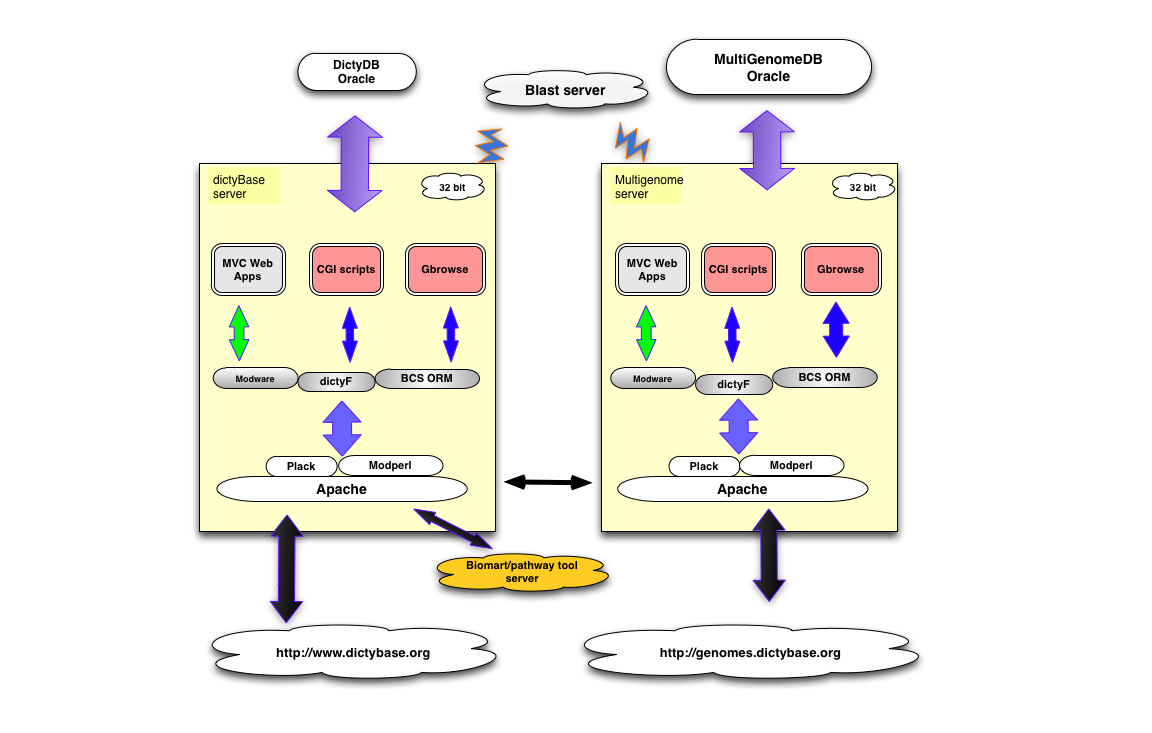 DictyDB
Oracle
Blast server
MultiGenomeDB
Oracle
dictyBase
server
32 bit
MVC Web
Apps
CGI scripts
Gbrowse
Modware
dictyF
BCS ORM
Plack
Modperl
Apache
Multigenome
server
32 bit
MVC Web
Apps
CGI scripts
Gbrowse
Modware
dictyF
BCS ORM
Plack
Modperl
Apache
Biomart/pathway tool
server
http://www.dictybase.org
http://genomes.dictybase.org